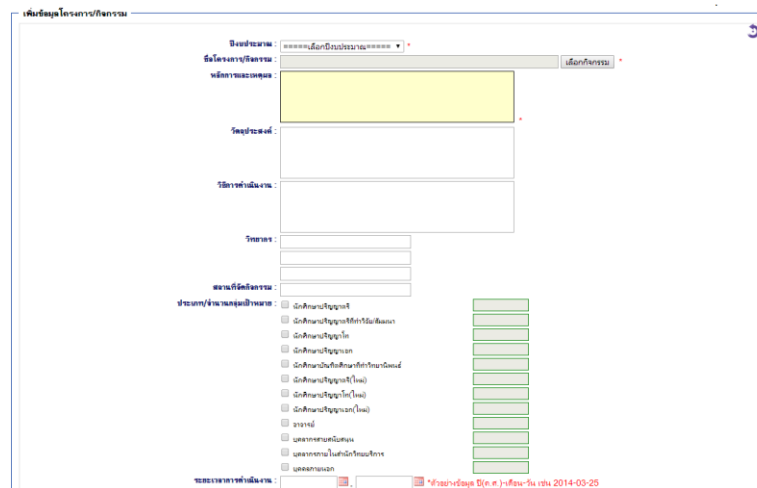 เพิ่มข้อมูลโครงการ/กิจกรรม
ปีงบประมาณ : =====เลือกปีงบประมาณ===== *
ชื่อโครงการ/กิจกรรม : เลือกกิจกรรม *
หลักการและเหตุผล : *
วัตถุประสงค์ :
วิธีการดำเนินงาน :
วิทยากร :
สถานที่จัดกิจกรรม :
ประเภท/จำนวนกลุ่มเป้าหมาย : นักศึกษาปริญญาตรี
นักศึกษาปริญญาตรีที่ทำวิจัย/สัมมนา
นักศึกษาปริญญาโท
นักศึกษาปริญญาเอก
นักศึกษาบัณฑิตศึกษาที่ทำวิทยานิพนธ์
นักศึกษาปริญญาตรี(ใหม่)
นักศึกษาปริญญาโท(ใหม่)
นักศึกษาปริญญาเอก(ใหม่)
อาจารย์
บุคลากรสายสนับสนุน
บุคลากรภายในสำนักวิทยบริการ
บุคคลภายนอก
ระยะเวลาการดำเนินงาน : , *ตัวอย่างข้อมูล ปี(ค.ศ.)-เดือน-วัน เช่น 2014-03-25